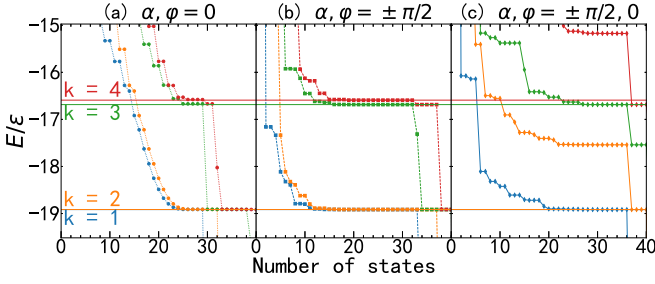 (a) α, φ = 0
(b) α, φ = ± π/2
(c) α, φ = ± π/2, 0
−15
−16
−17
−18
−19
E/ε
k = 4
k = 3
k = 2
k = 1
0 10 20 30 0 10 20 30 0 10 20 30 40
Number of states